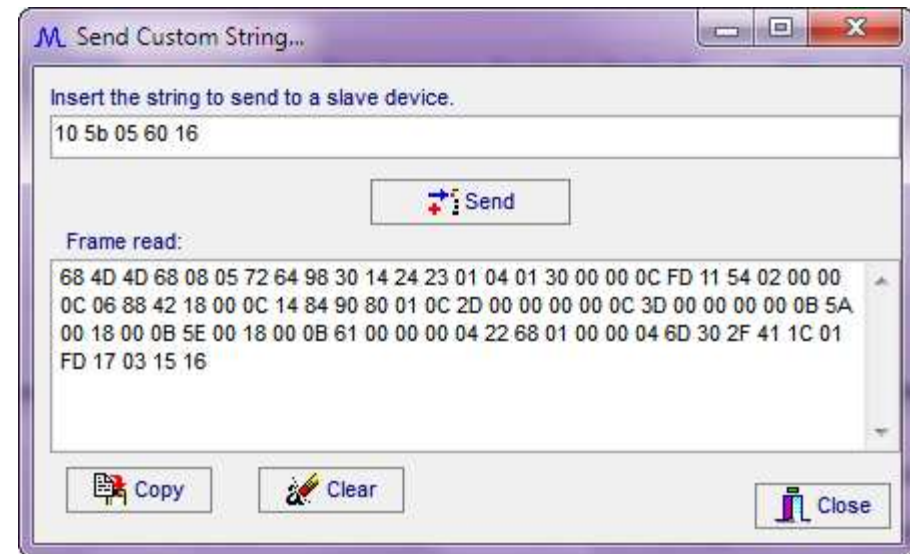 Send Custom String...
Insert the string to send to a slave device.
10 5b 05 60 16
Send
Frame read:
68 4D 4D 68 08 05 72 64 98 30 14 24 23 01 04 01 30 00 00 0C FD 11 54 02 00 00
0C 06 88 42 18 00 0C 14 84 90 80 01 0C 2D 00 00 00 00 0C 3D 00 00 00 00 0B 5A
00 18 00 0B 5E 00 18 00 0B 61 00 00 00 04 22 68 01 00 00 04 6D 30 2F 41 1C 01
FD 17 03 15 16
Copy
Clear
Close